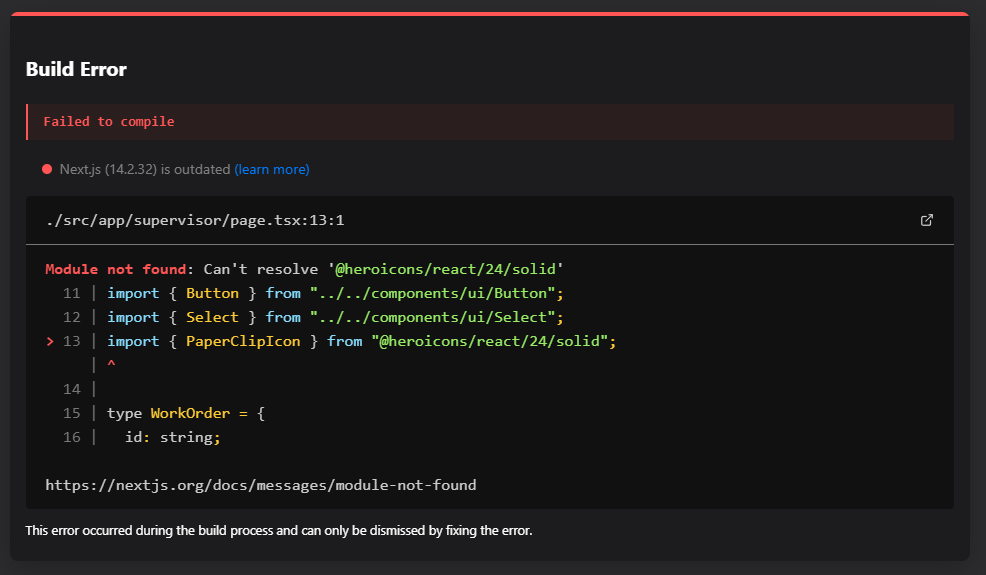 Build Error
Failed to compile
Next.js (14.2.32) is outdated (learn more)
./src/app/supervisor/page.tsx:13:1
Module not found: Can't resolve '@heroicons/react/24/solid'
11 | import { Button } from "../../components/ui/Button";
12 | import { Select } from "../../components/ui/Select";
> 13 | import { PaperClipIcon } from "@heroicons/react/24/solid";
| ^
14 |
15 | type WorkOrder = {
16 | id: string;
https://nextjs.org/docs/messages/module-not-found
This error occurred during the build process and can only be dismissed by fixing the error.